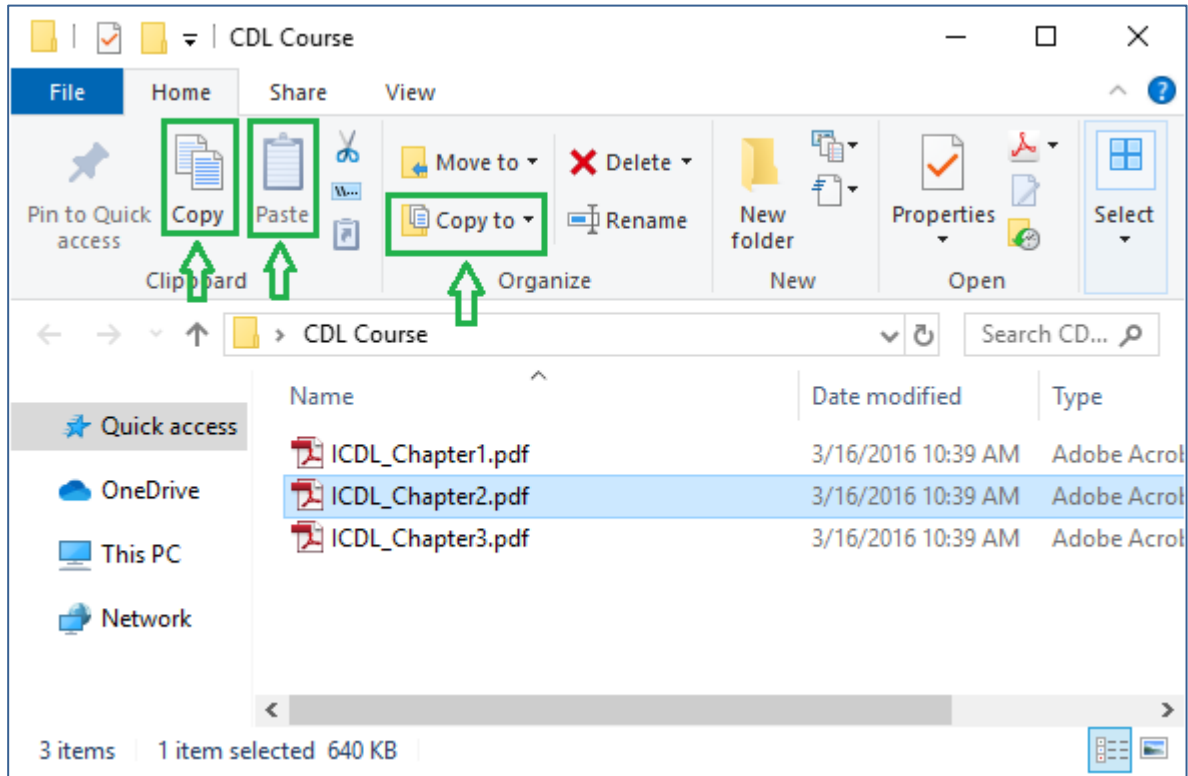 CDL Course
File Home Share View
Pin to Quick access
Copy
Paste
Move to
Copy to
Delete
Rename
New folder
Properties
Select
Clipboard Organize New Open
CDL Course
Search CD...
Name Date modified Type
Quick access
OneDrive
This PC
Network
ICDL_Chapter1.pdf 3/16/2016 10:39 AM Adobe Acrob
ICDL_Chapter2.pdf 3/16/2016 10:39 AM Adobe Acrob
ICDL_Chapter3.pdf 3/16/2016 10:39 AM Adobe Acrob
3 items 1 item selected 640 KB